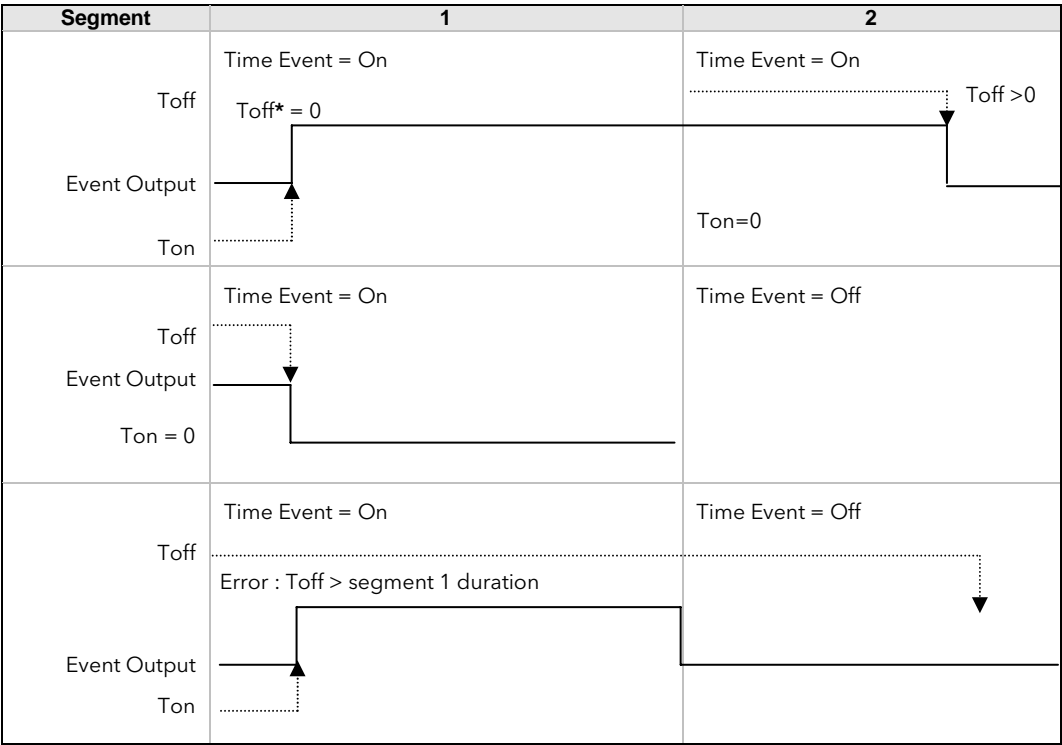 Segment 1 2
Time Event = On Time Event = On
Toff Toff* = 0 Toff >0
Event Output
Ton=0
Ton
Time Event = On Time Event = Off
Toff
Event Output
Ton = 0
Time Event = On Time Event = Off
Toff
Error : Toff > segment 1 duration
Event Output
Ton